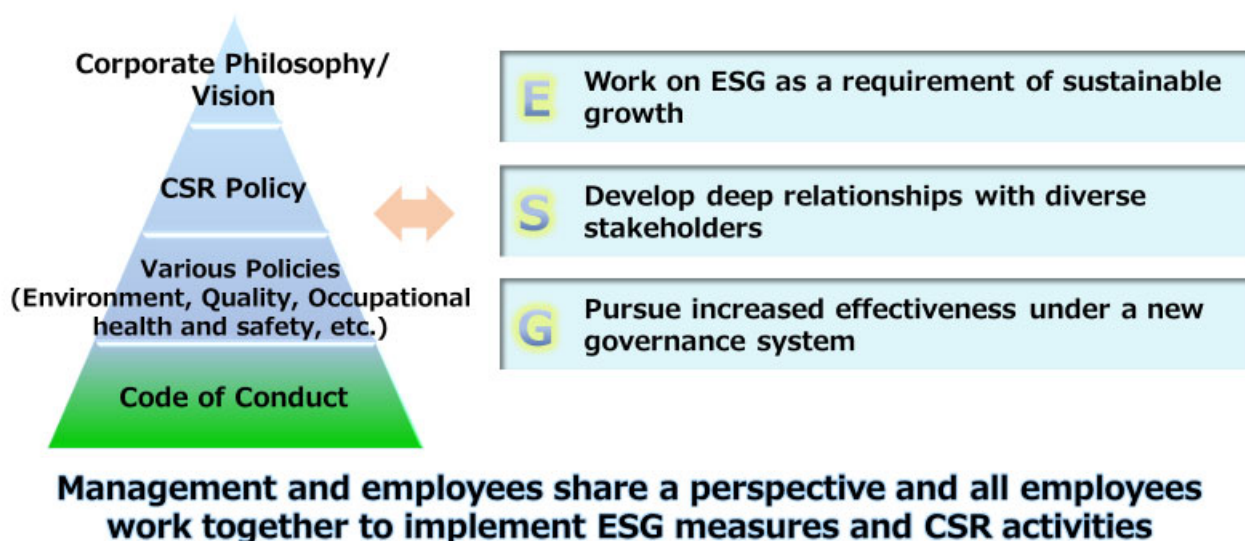 Corporate Philosophy/
Vision
CSR Policy
Various Policies
(Environment, Quality, Occupational
health and safety, etc.)
Code of Conduct
E
Work on ESG as a requirement of sustainable
growth
S
Develop deep relationships with diverse
stakeholders
G
Pursue increased effectiveness under a new
governance system
Management and employees share a perspective and all employees
work together to implement ESG measures and CSR activities